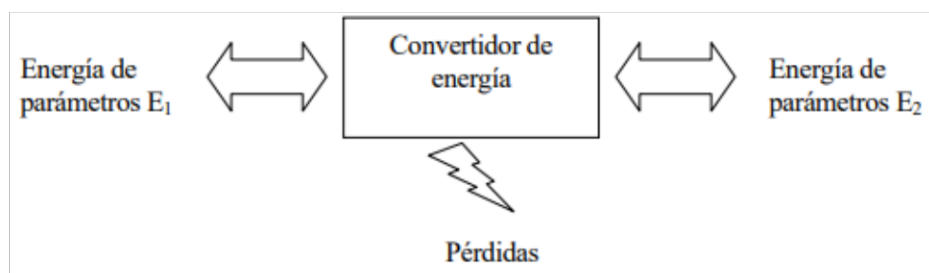 Energía de
parámetros E₁
Convertidor de
energía
Energía de
parámetros E₂
Pérdidas